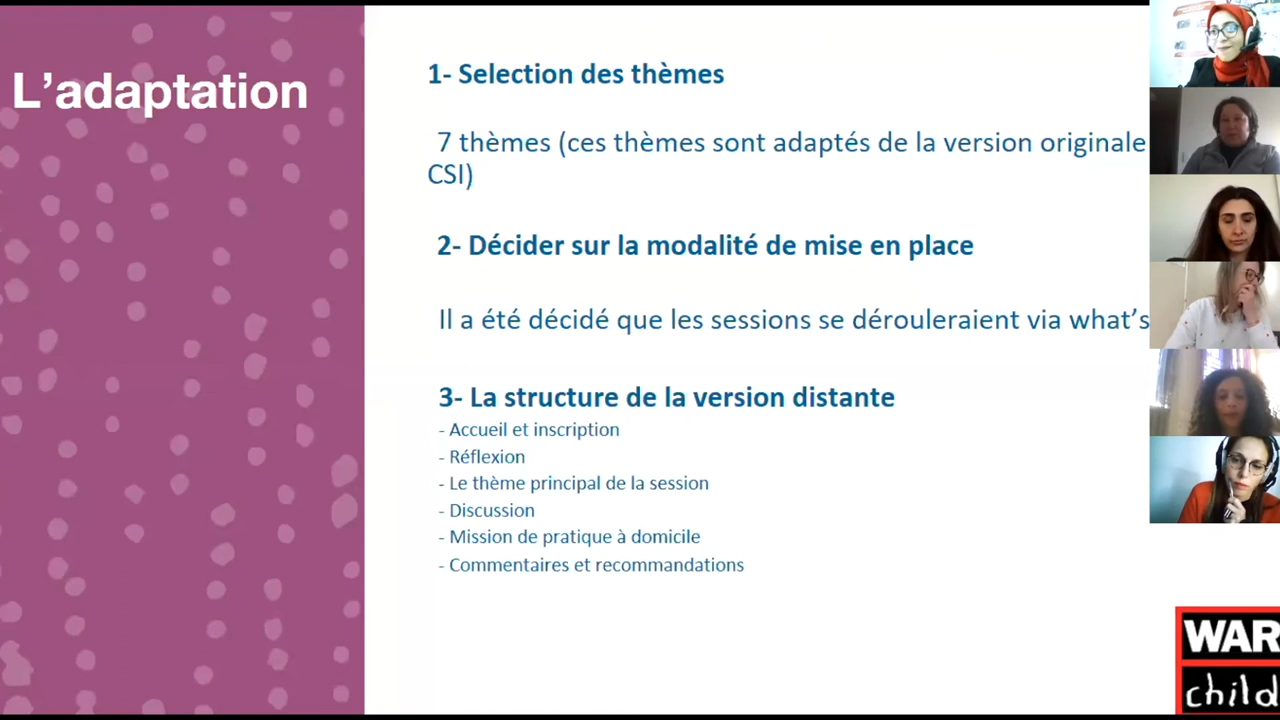 L'adaptation
1- Selection des thèmes
7 thèmes (ces thèmes sont adaptés de la version originale
CSI)
2- Décider sur la modalité de mise en place
Il a été décidé que les sessions se dérouleraient via what's
3- La structure de la version distante
- Accueil et inscription
- Réflexion
- Le thème principal de la session
- Discussion
- Mission de pratique à domicile
- Commentaires et recommandations
WAR
child